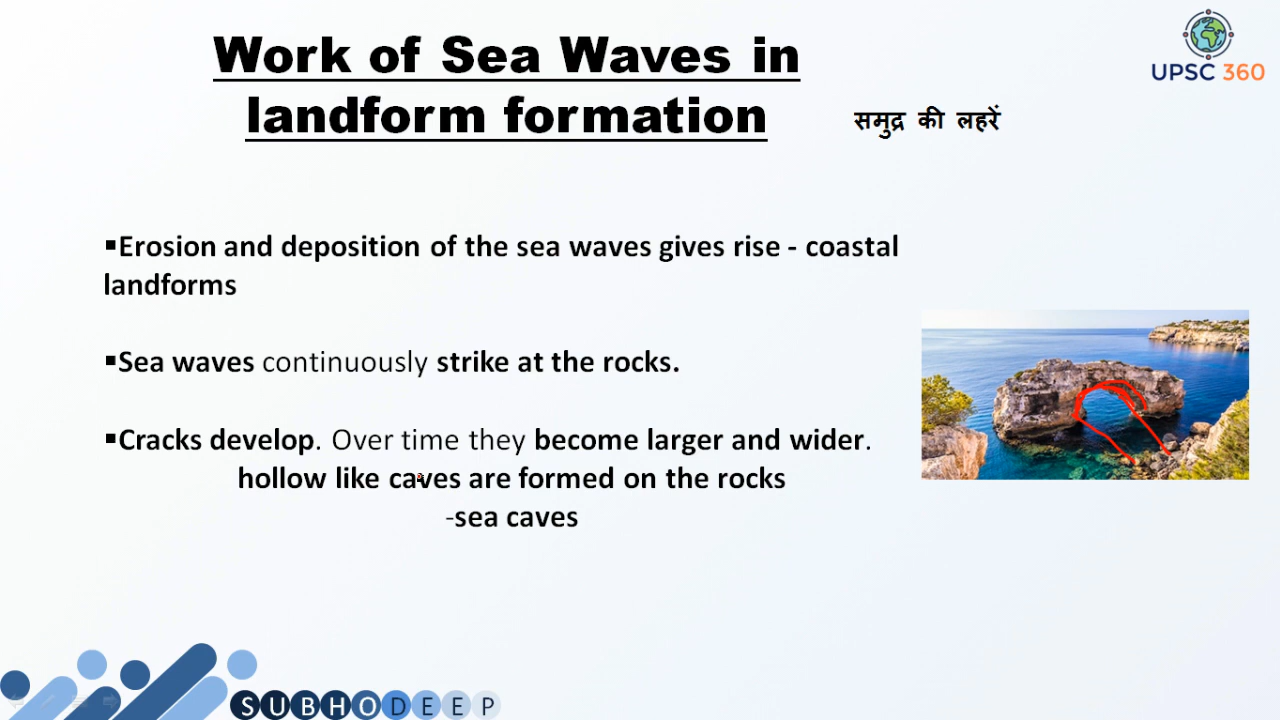 Work of Sea Waves in
landform formation
समुद्र की लहरें
UPSC 360
▪Erosion and deposition of the sea waves gives rise - coastal
landforms
▪Sea waves continuously strike at the rocks.
▪Cracks develop. Over time they become larger and wider.
hollow like caves are formed on the rocks
-sea caves
SUBHODEEP